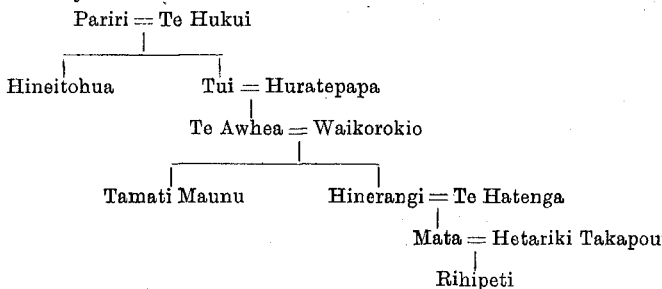 Pariri = Te Hukui
Hineitohua Tui = Huratepapa
Te Awhea = Waikorokio
Tamati Maunu Hinerangi = Te Hatenga
Mata = Hetariki Takapou
Rihipeti